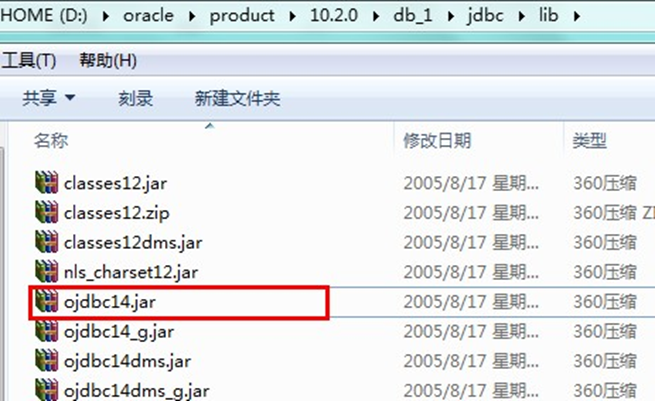 HOME (D:) ▸ oracle ▸ product ▸ 10.2.0 ▸ db_1 ▸ jdbc ▸ lib ▸
工具(T) 帮助(H)
共享 ▼ 刻录 新建文件夹
名称 修改日期 类型
classes12.jar 2005/8/17 星期... 360压缩
classes12.zip 2005/8/17 星期... 360压缩 ZI
classes12dms.jar 2005/8/17 星期... 360压缩
nls_charset12.jar 2005/8/17 星期... 360压缩
ojdbc14.jar 2005/8/17 星期... 360压缩
ojdbc14_g.jar 2005/8/17 星期... 360压缩
ojdbc14dms.jar 2005/8/17 星期... 360压缩
ojdbc14dms_g.jar 2005/8/17 星期... 360压缩